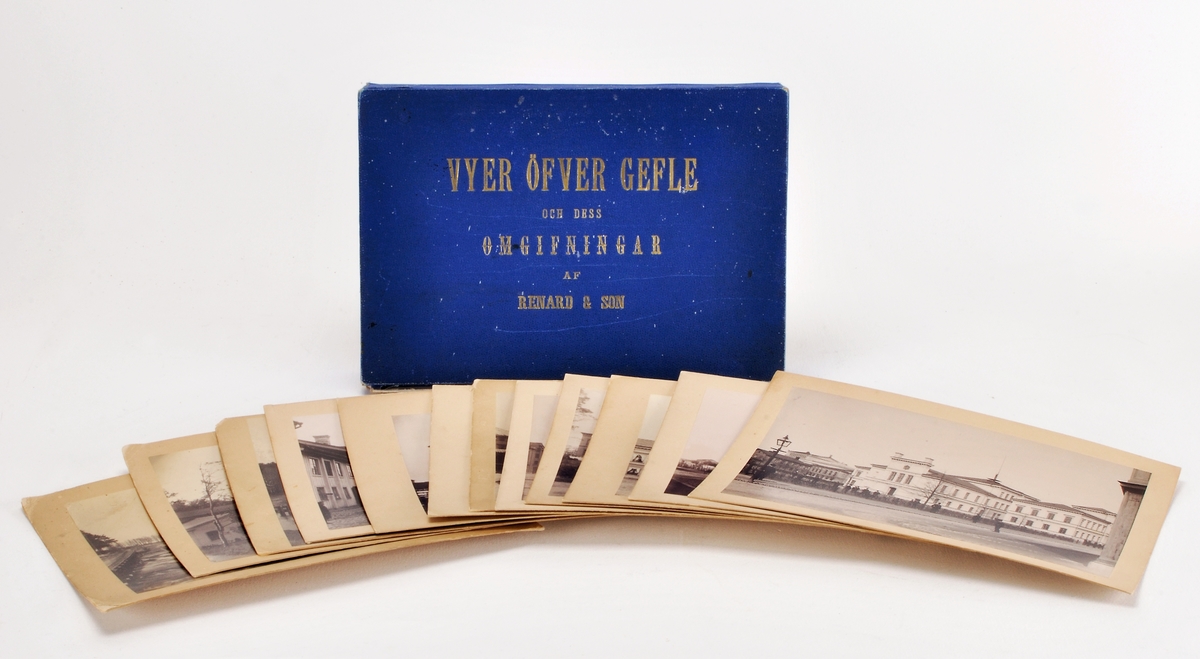 VYER ÖFVER GEFLE
OCH DESS
OMGIFNINGAR
AF
RENARD & SON